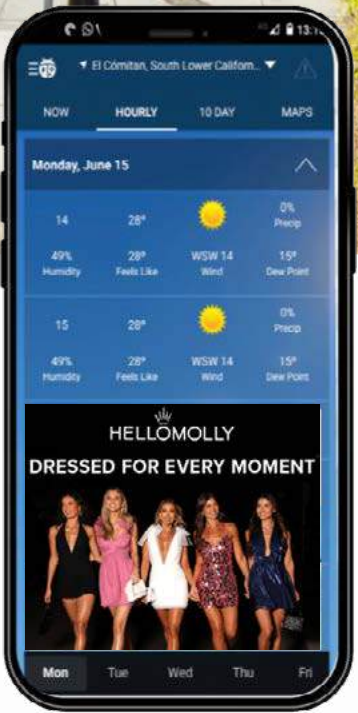 13:1
El Cómitan, South Lower Californ...
NOW HOURLY 10 DAY MAPS
Monday, June 15
14 28° 0%
Precip
49% 28° WSW 14 15°
Humidity Feels Like Wind Dew Point
15 28° 0%
Precip
49% 28° WSW 14 15°
Humidity Feels Like Wind Dew Point
HELLOMOLLY
DRESSED FOR EVERY MOMENT
Mon Tue Wed Thu Fri